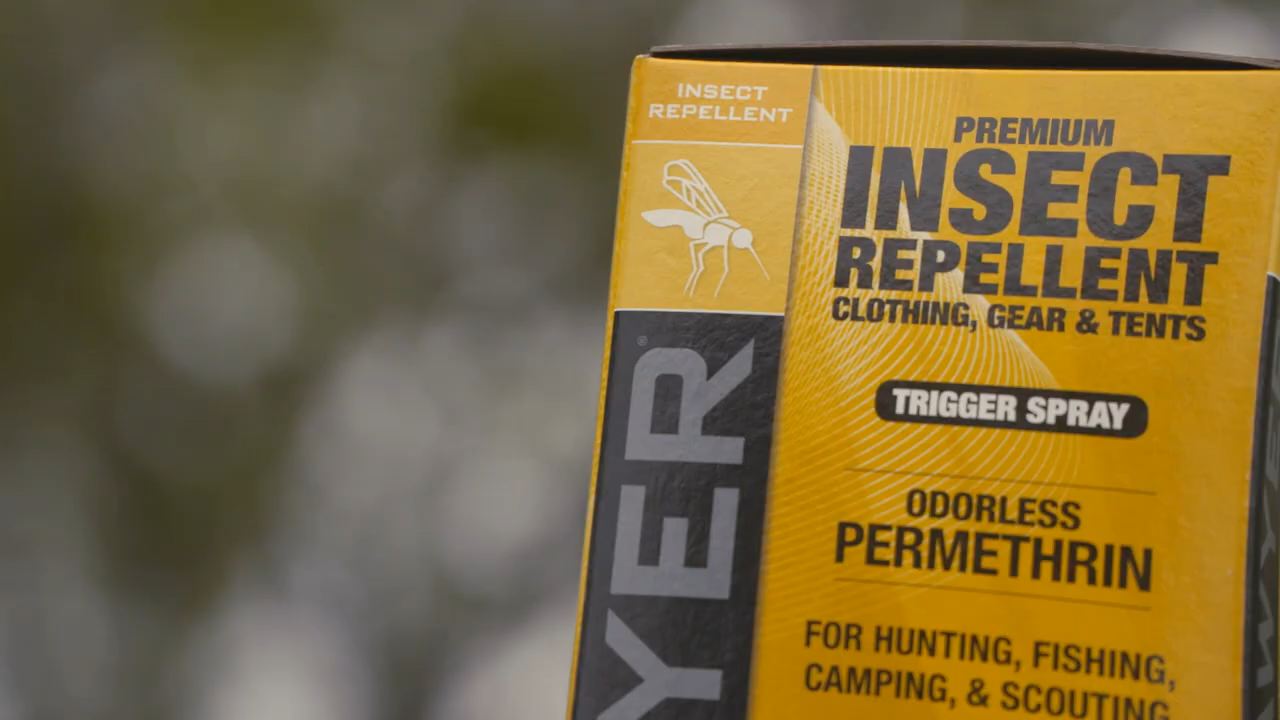 INSECT
REPELLENT
YER®
PREMIUM
INSECT
REPELLENT
CLOTHING, GEAR & TENTS
TRIGGER SPRAY
ODORLESS
PERMETHRIN
FOR HUNTING, FISHING,
CAMPING, & SCOUTING